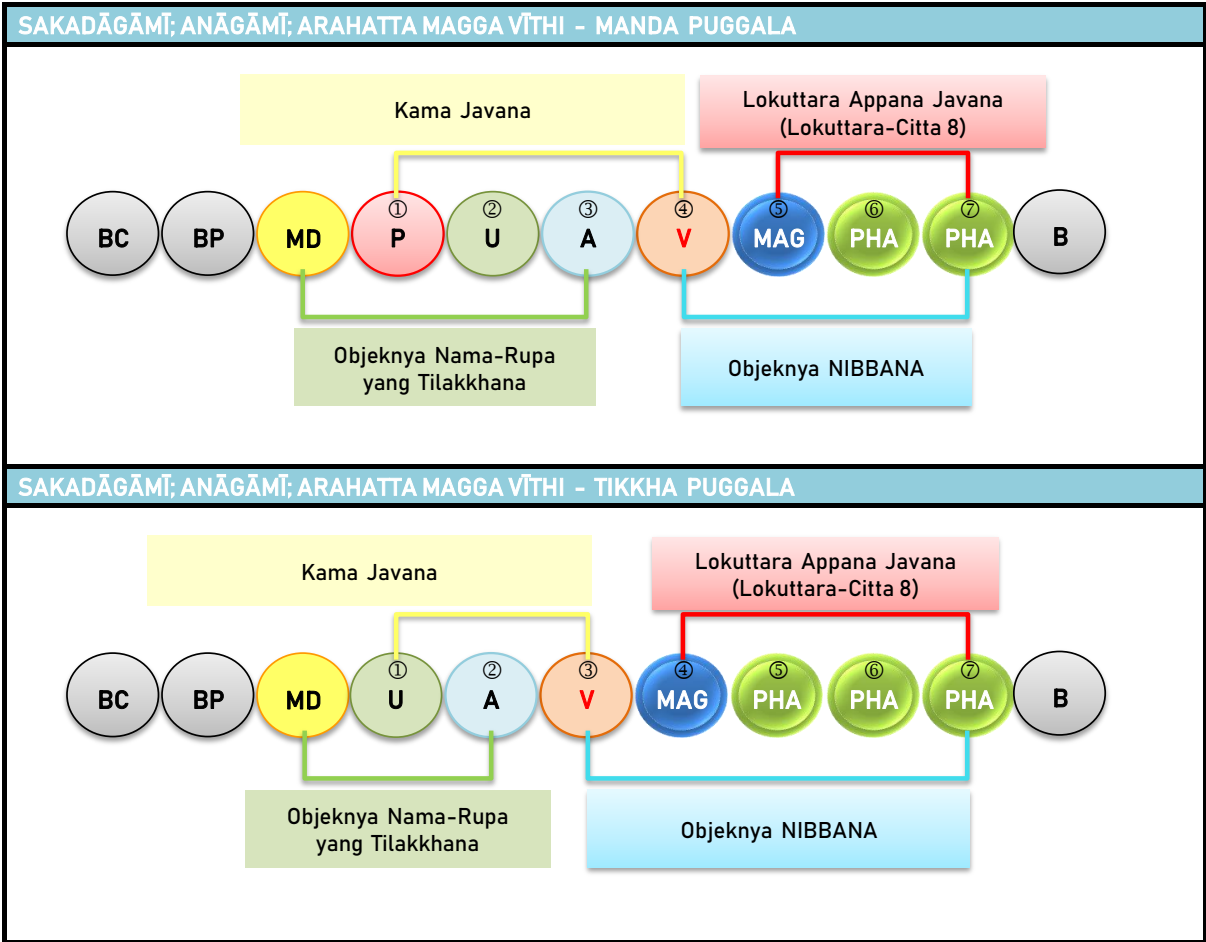 SAKADĀGĀMĪ; ANĀGĀMĪ; ARAHATTA MAGGA VĪTHI - MANDA PUGGALA
Kama Javana
Lokuttara Appana Javana
(Lokuttara-Citta 8)
① ② ③ ④ ⑤ ⑥ ⑦
BC BP MD P U A V MAG PHA PHA B
Objeknya Nama-Rupa
yang Tilakkhana
Objeknya NIBBANA
SAKADĀGĀMĪ; ANĀGĀMĪ; ARAHATTA MAGGA VĪTHI - TIKKHA PUGGALA
Kama Javana
Lokuttara Appana Javana
(Lokuttara-Citta 8)
① ② ③ ④ ⑤ ⑥ ⑦
BC BP MD U A V MAG PHA PHA PHA B
Objeknya Nama-Rupa
yang Tilakkhana
Objeknya NIBBANA